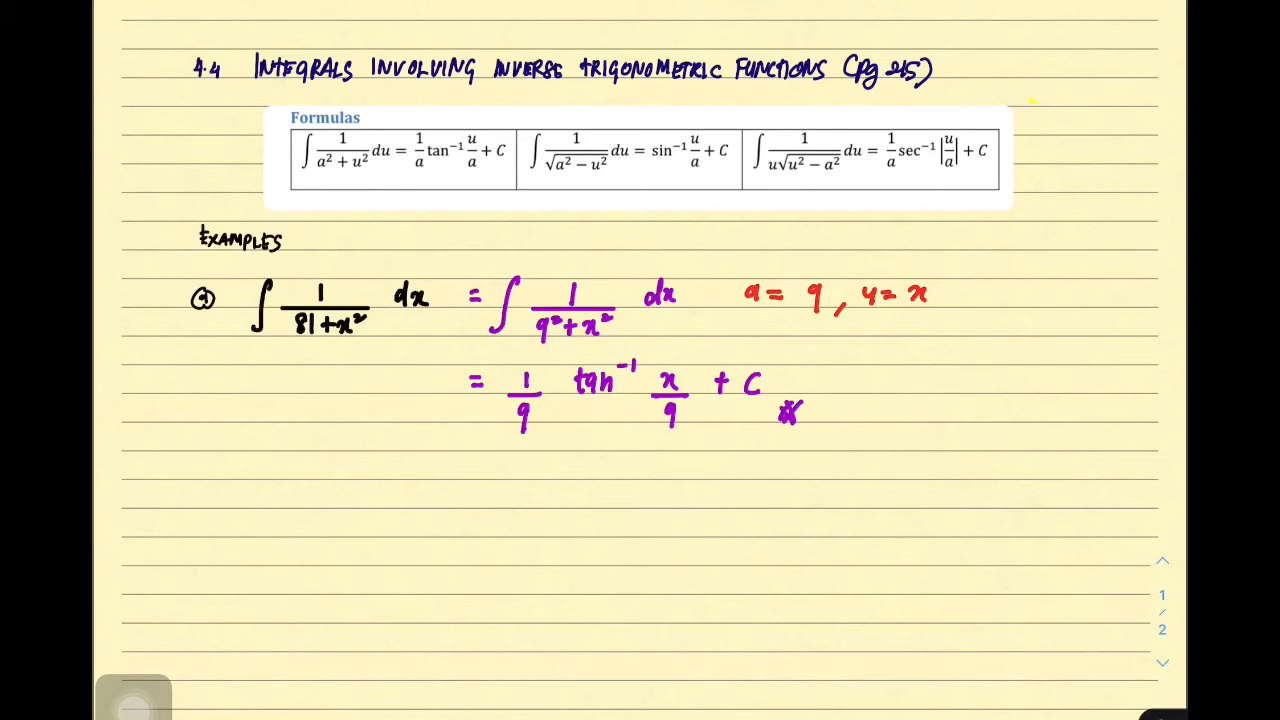 4.4 INTEGRALS INVOLVING INVERSE TRIGONOMETRIC FUNCTIONS (Pg 215)
Formulas
∫ 1/(a² + u²) du = 1/a tan⁻¹ u/a + C
∫ 1/√(a² − u²) du = sin⁻¹ u/a + C
∫ 1/(u√(u² − a²)) du = 1/a sec⁻¹ |u/a| + C
EXAMPLES
a ∫ 1/(81 + x²) dx = ∫ 1/(9² + x²) dx a = 9, u = x
= 1/9 tan⁻¹ x/9 + C
1
/
2